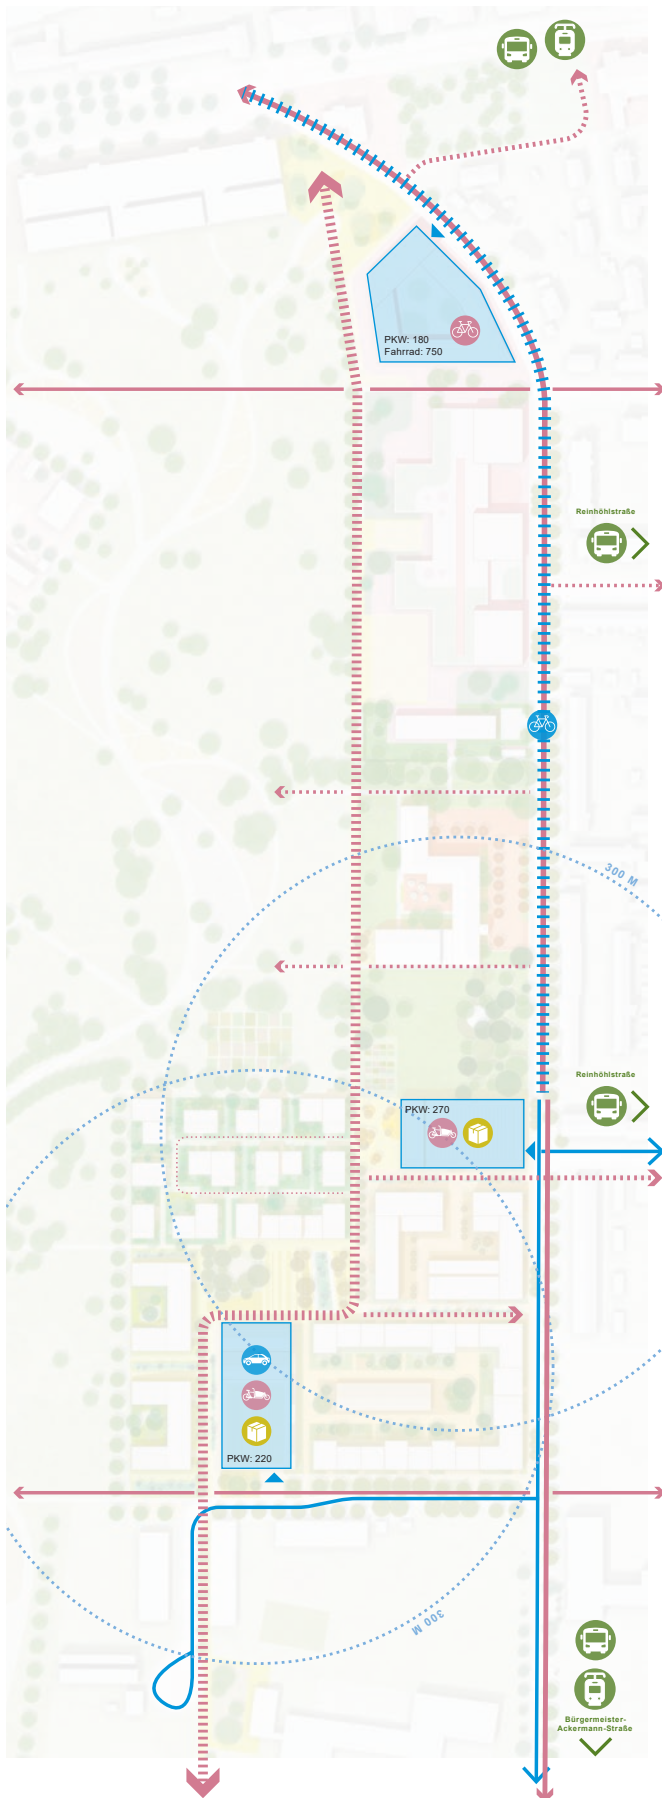 PKW: 180
Fahrrad: 750
Reinhöhlstraße
300 M
Reinhöhlstraße
PKW: 270
PKW: 220
300 M
Bürgermeister-
Ackermann-Straße